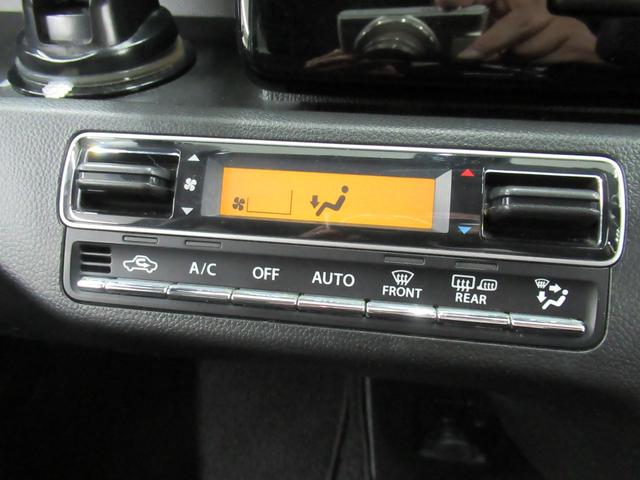 A/C OFF AUTO FRONT REAR